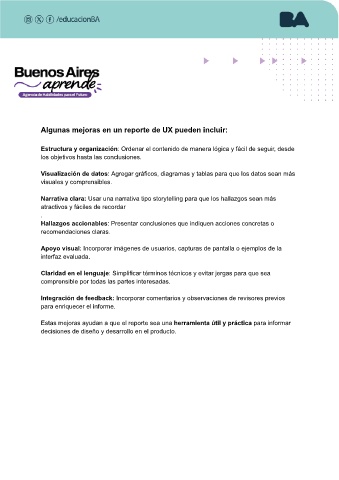 /educacionBA
BA
Buenos Aires
aprende
Agencia de Habilidades para el Futuro
Algunas mejoras en un reporte de UX pueden incluir:
Estructura y organización: Ordenar el contenido de manera lógica y fácil de seguir, desde
los objetivos hasta las conclusiones.
Visualización de datos: Agregar gráficos, diagramas y tablas para que los datos sean más
visuales y comprensibles.
Narrativa clara: Usar una narrativa tipo storytelling para que los hallazgos sean más
atractivos y fáciles de recordar
Hallazgos accionables: Presentar conclusiones que indiquen acciones concretas o
recomendaciones claras.
Apoyo visual: Incorporar imágenes de usuarios, capturas de pantalla o ejemplos de la
interfaz evaluada.
Claridad en el lenguaje: Simplificar términos técnicos y evitar jergas para que sea
comprensible por todas las partes interesadas.
Integración de feedback: Incorporar comentarios y observaciones de revisores previos
para enriquecer el informe.
Estas mejoras ayudan a que el reporte sea una herramienta útil y práctica para informar
decisiones de diseño y desarrollo en el producto.